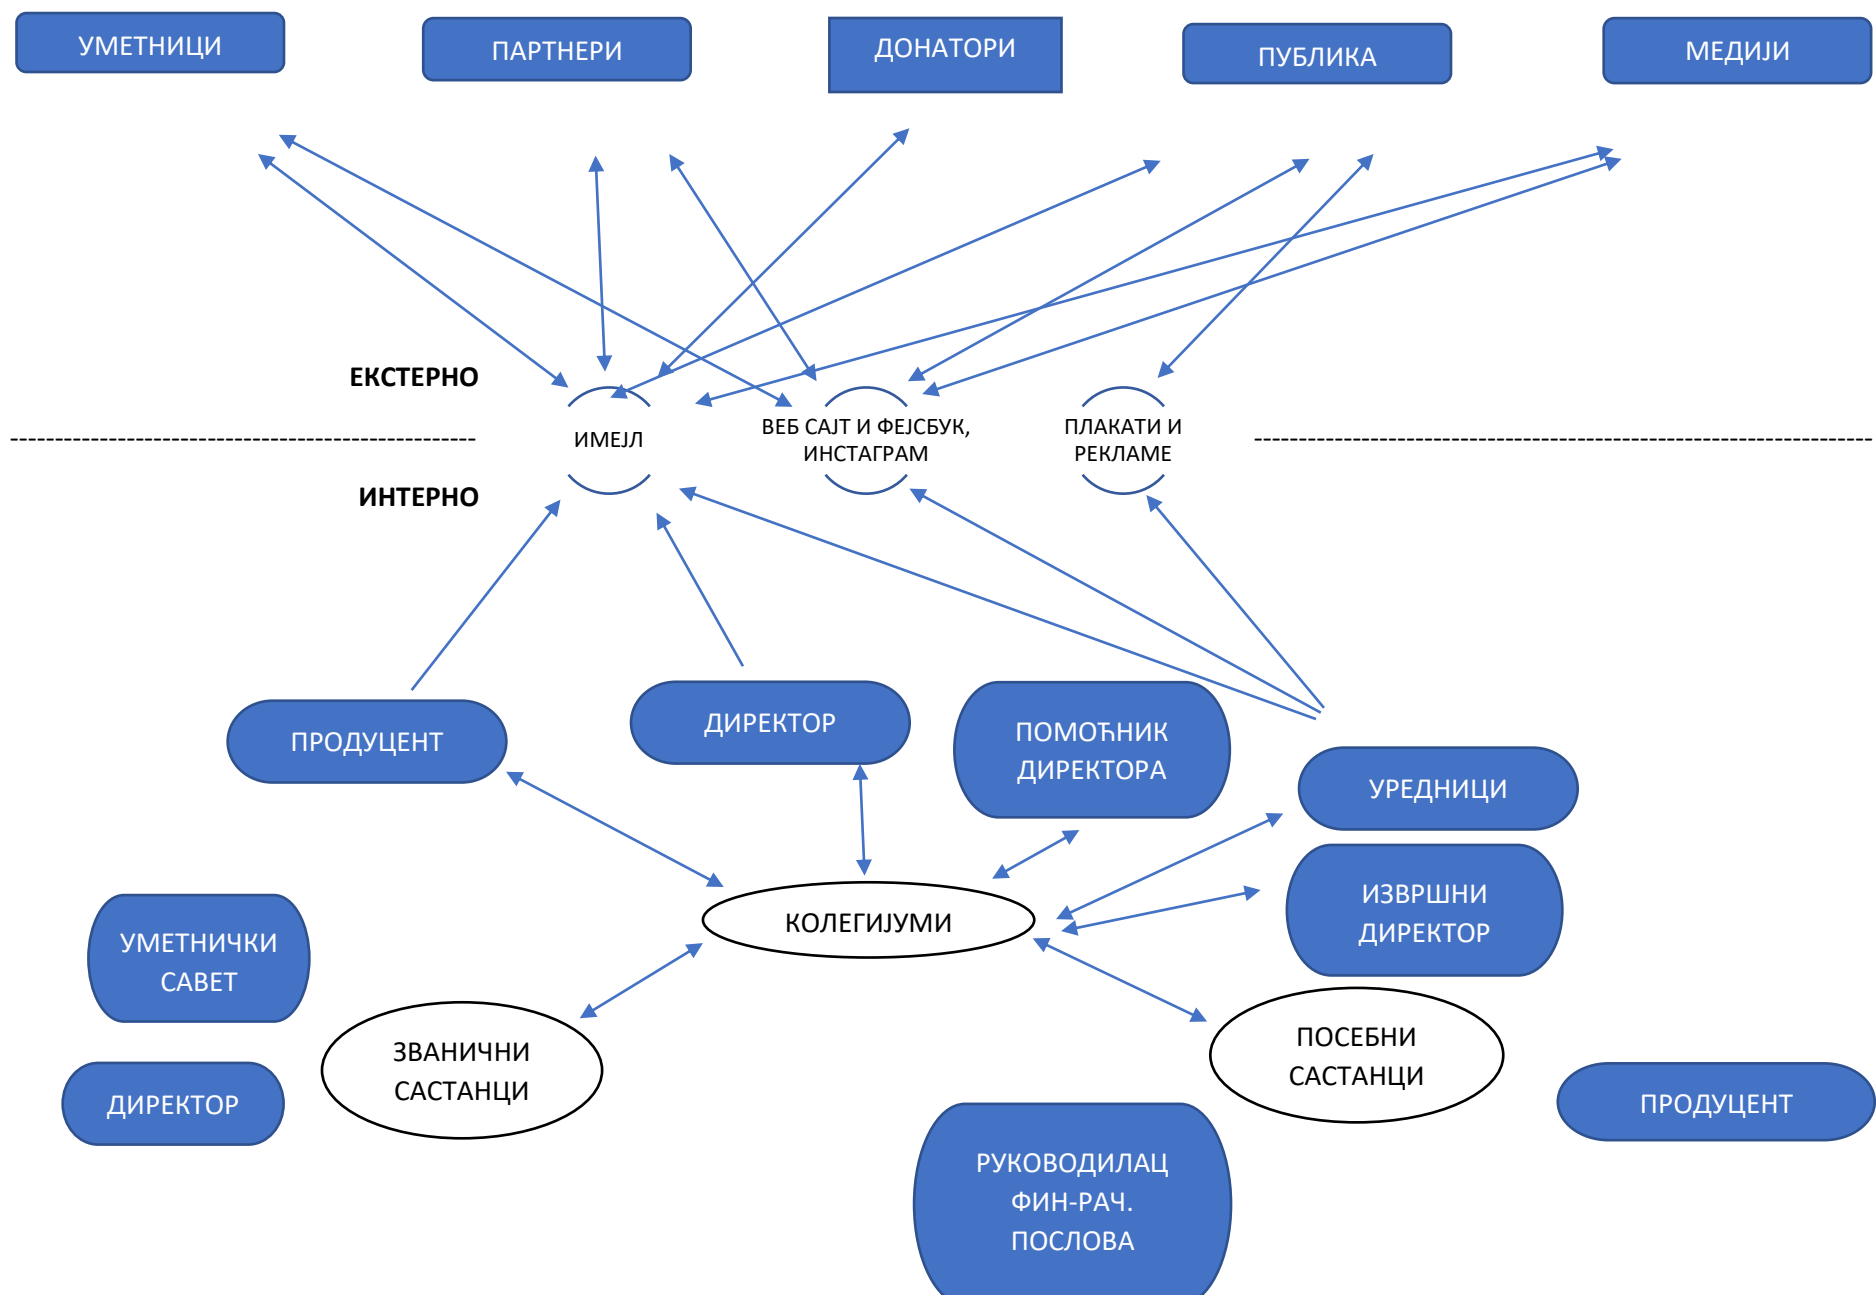 УМЕТНИЦИ
ПАРТНЕРИ
ДОНАТОРИ
ПУБЛИКА
МЕДИЈИ
ЕКСТЕРНО
ИМЕЈЛ
ВЕБ САЈТ И ФЕЈСБУК,
ИНСТАГРАМ
ПЛАКАТИ И
РЕКЛАМЕ
ИНТЕРНО
ПРОДУЦЕНТ
ДИРЕКТОР
ПОМОЋНИК
ДИРЕКТОРА
УРЕДНИЦИ
КОЛЕГИЈУМИ
ИЗВРШНИ
ДИРЕКТОР
УМЕТНИЧКИ
САВЕТ
ЗВАНИЧНИ
САСТАНЦИ
ПОСЕБНИ
САСТАНЦИ
ДИРЕКТОР
ПРОДУЦЕНТ
РУКОВОДИЛАЦ
ФИН-РАЧ.
ПОСЛОВА